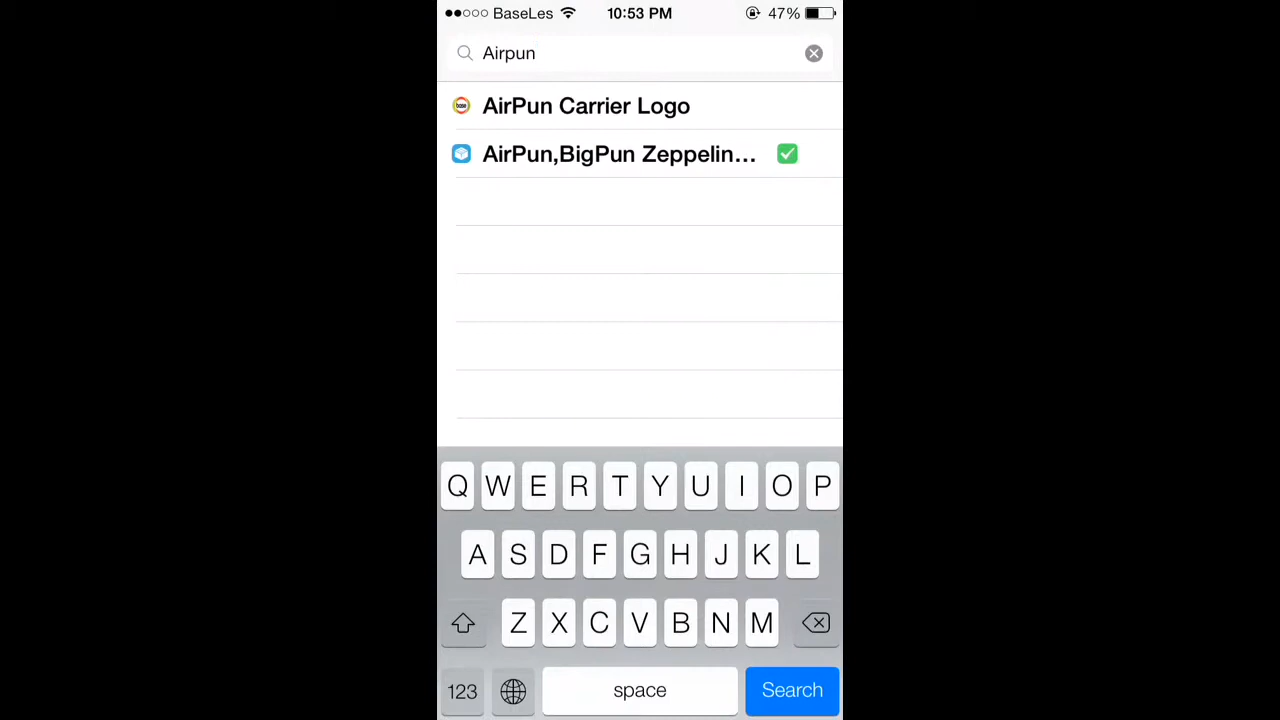 BaseLes 10:53 PM 47%
Airpun
AirPun Carrier Logo
AirPun,BigPun Zeppelin...
Q W E R T Y U I O P
A S D F G H J K L
Z X C V B N M
123 space Search